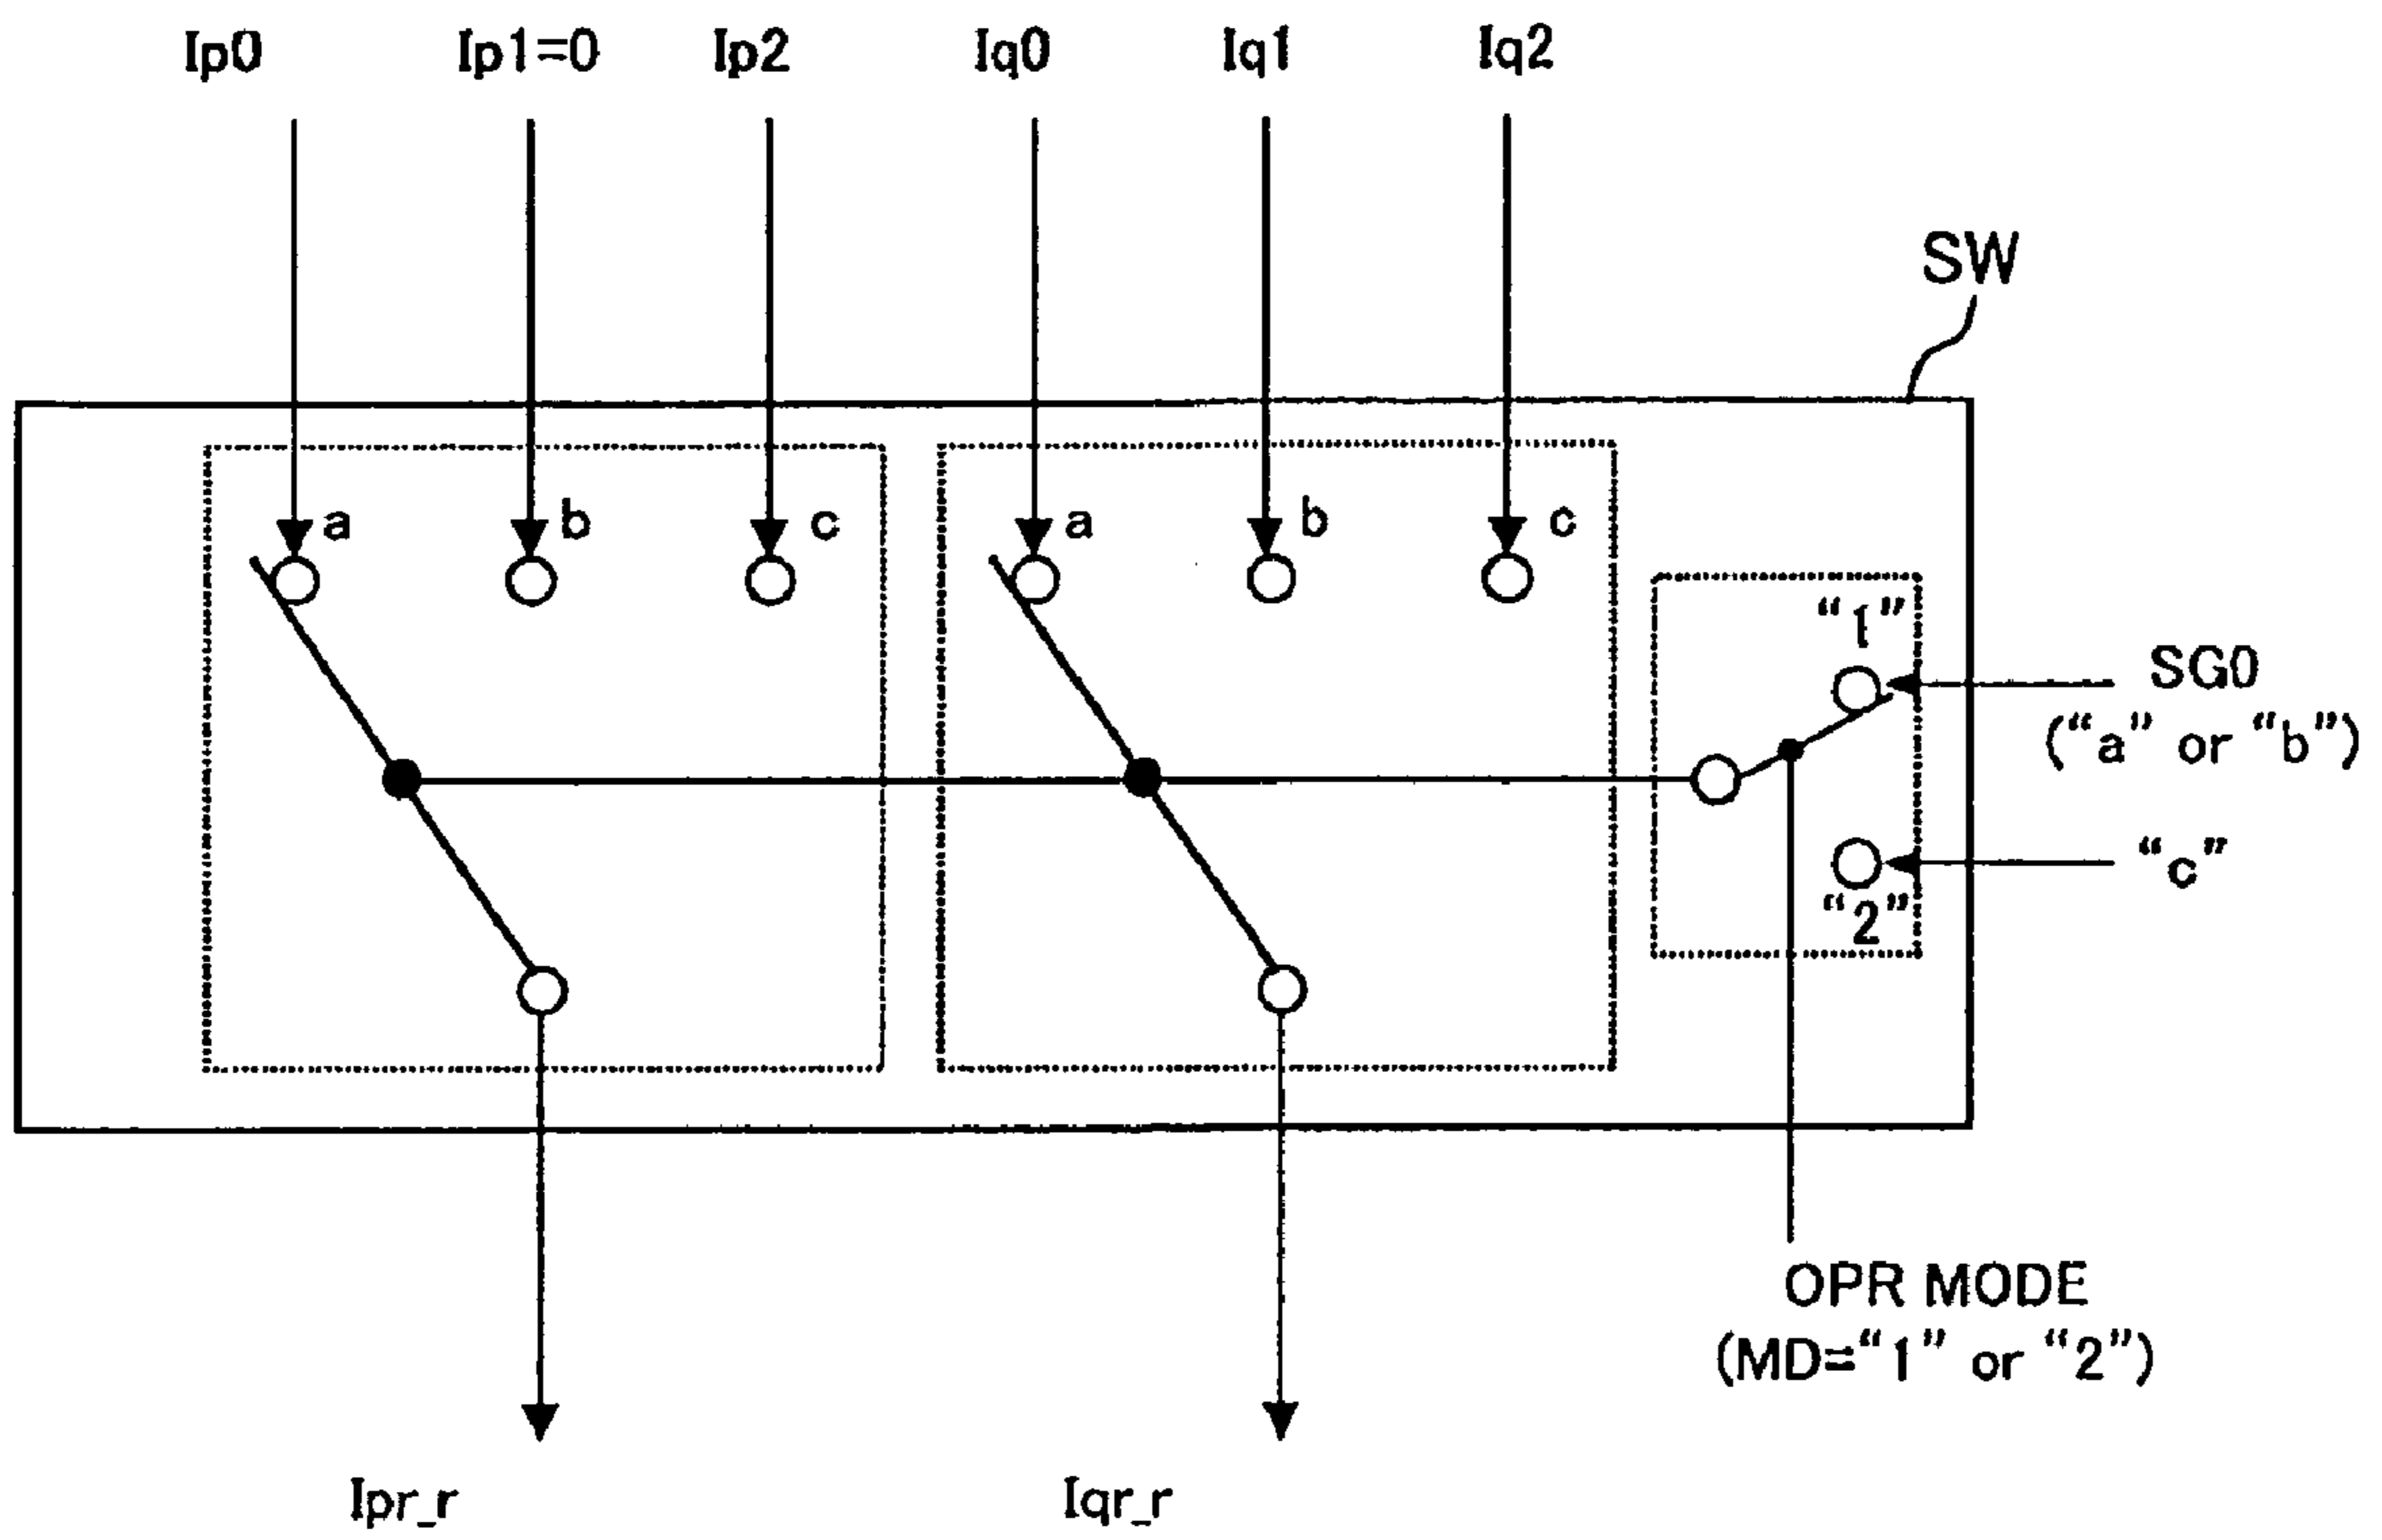 Ip0 Ip1=0 Ip2 Iq0 Iq1 Iq2
SW
a b c a b c
“1”
SG0
(“a” or “b”)
“c”
“2”
OPR MODE
(MD=“1” or “2”)
Ipr_r Iqr_r